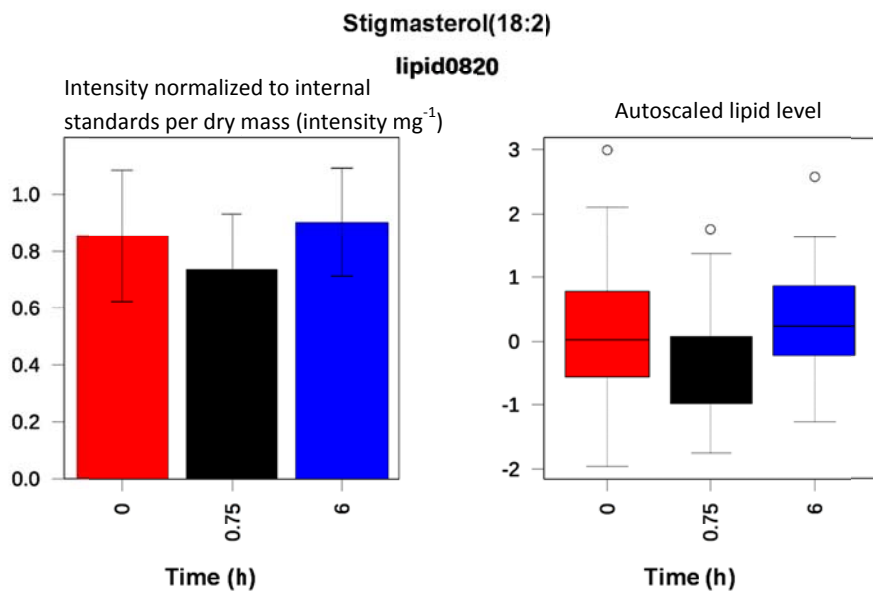 Stigmasterol(18:2)
lipid0820
Intensity normalized to internal
standards per dry mass (intensity mg⁻¹)
1.0
0.8
0.6
0.4
0.2
0.0
0
0.75
6
Time (h)
Autoscaled lipid level
3
2
1
0
-1
-2
0
0.75
6
Time (h)